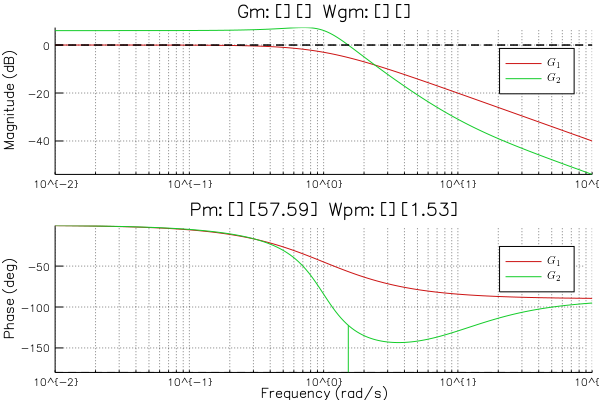 Gm: [] [] Wgm: [] []
Magnitude (dB)
0
−20
−40
G₁
G₂
10^{-2}
10^{-1}
10^{0}
10^{1}
10^{
Pm: [] [57.59] Wpm: [] [1.53]
Phase (deg)
−50
−100
−150
G₁
G₂
10^{-2}
10^{-1}
10^{0}
10^{1}
10^{
Frequency (rad/s)